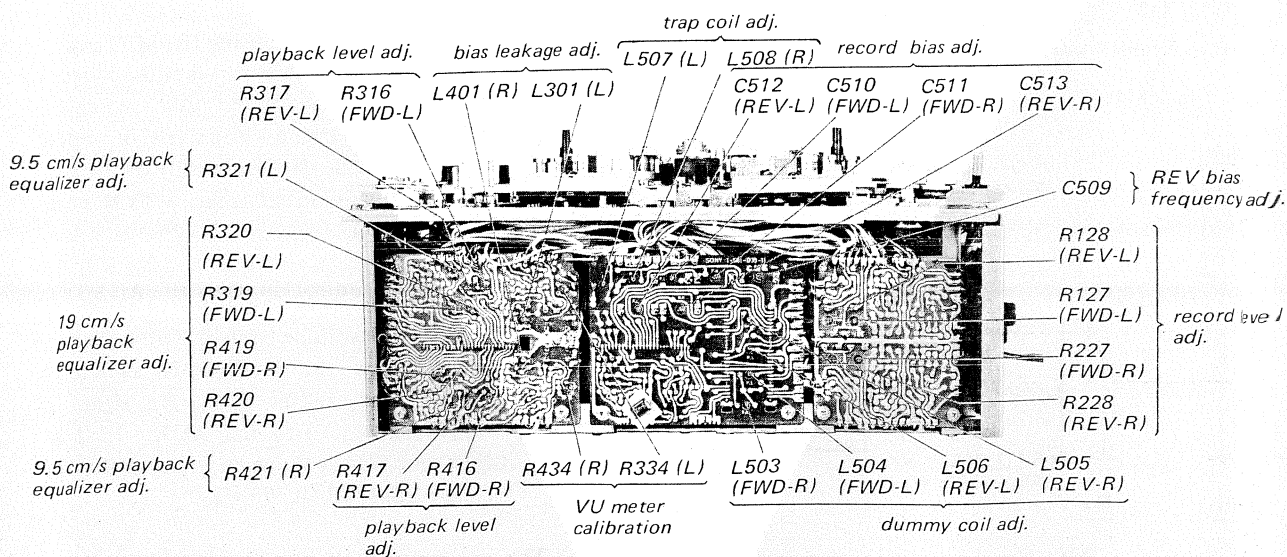 trap coil adj.
playback level adj.
bias leakage adj.
L507 (L) L508 (R)
record bias adj.
R317
(REV-L)
R316
(FWD-L)
L401 (R) L301 (L)
C512
(REV-L)
C510
(FWD-L)
C511
(FWD-R)
C513
(REV-R)
9.5 cm/s playback
equalizer adj.
R321 (L)
C509
REV bias
frequency adj.
19 cm/s
playback
equalizer adj.
R320
(REV-L)
R319
(FWD-L)
R419
(FWD-R)
R420
(REV-R)
SONY
R128
(REV-L)
R127
(FWD-L)
R227
(FWD-R)
R228
(REV-R)
record level
adj.
9.5 cm/s playback
equalizer adj.
R421 (R)
R417
(REV-R)
R416
(FWD-R)
playback level
adj.
R434 (R) R334 (L)
VU meter
calibration
L503
(FWD-R)
L504
(FWD-L)
L506
(REV-L)
L505
(REV-R)
dummy coil adj.